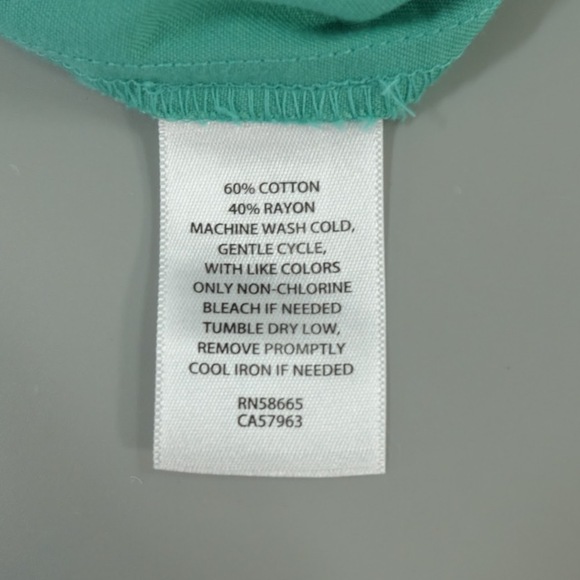 60% COTTON
40% RAYON
MACHINE WASH COLD,
GENTLE CYCLE,
WITH LIKE COLORS
ONLY NON-CHLORINE
BLEACH IF NEEDED
TUMBLE DRY LOW,
REMOVE PROMPTLY
COOL IRON IF NEEDED
RN58665
CA57963